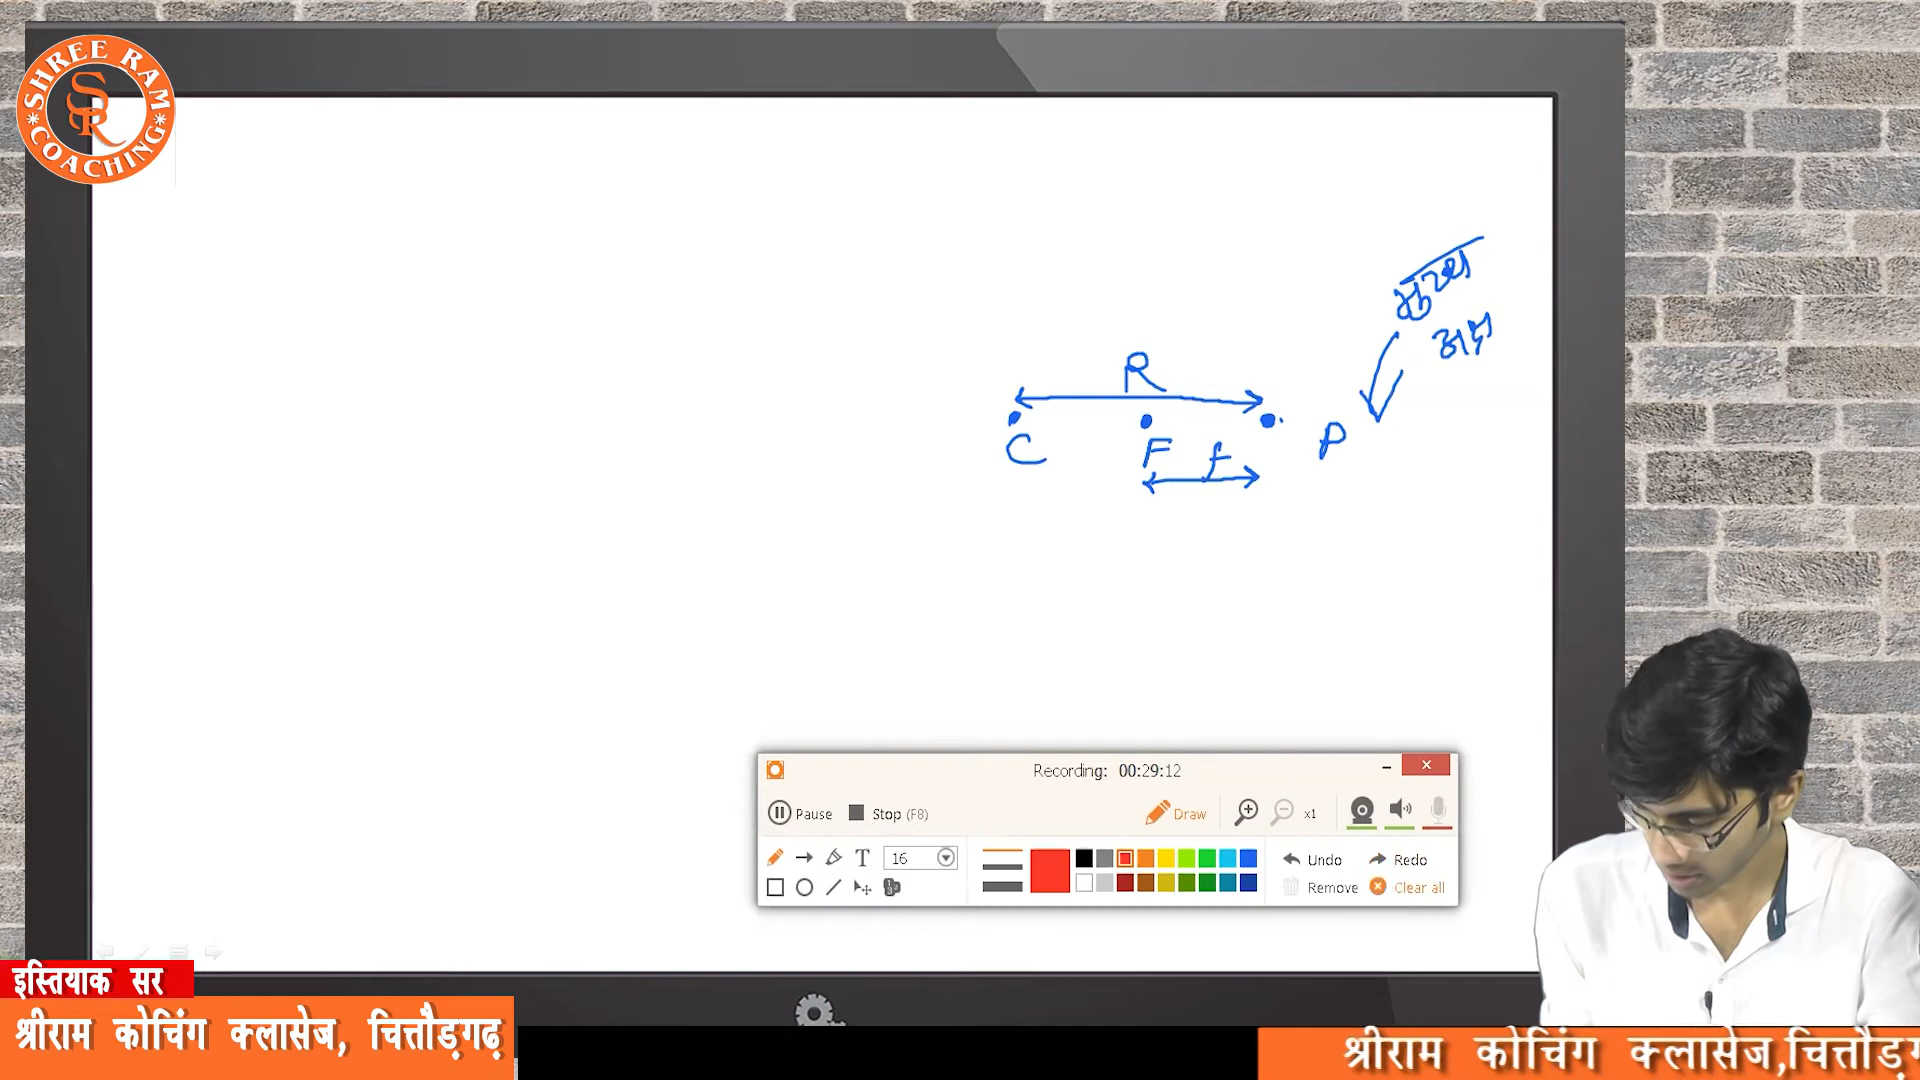 SHREE RAM
SR
COACHING
मुख्य
अक्ष
R
C
F
f
P
Recording: 00:29:12
Pause
Stop (F8)
Draw
x1
T
16
Undo
Redo
Remove
Clear all
इस्तियाक सर
श्रीराम कोचिंग क्लासेज, चित्तौड़गढ़
श्रीराम कोचिंग क्लासेज,चित्तौड़ग